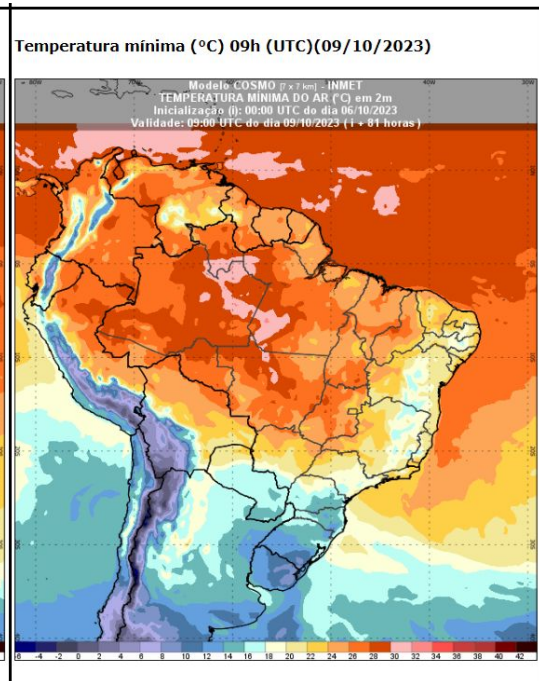 Temperatura mínima (ºC) 09h (UTC)(09/10/2023)
Modelo COSMO (7 x 7 km) - INMET
TEMPERATURA MÍNIMA DO AR (°C) em 2m
Inicialização (i): 00:00 UTC do dia 06/10/2023
Validade: 09:00 UTC do dia 09/10/2023 ( i + 81 horas )
-6 -4 -2 0 2 4 6 8 10 12 14 16 18 20 22 24 26 28 30 32 34 36 38 40 42